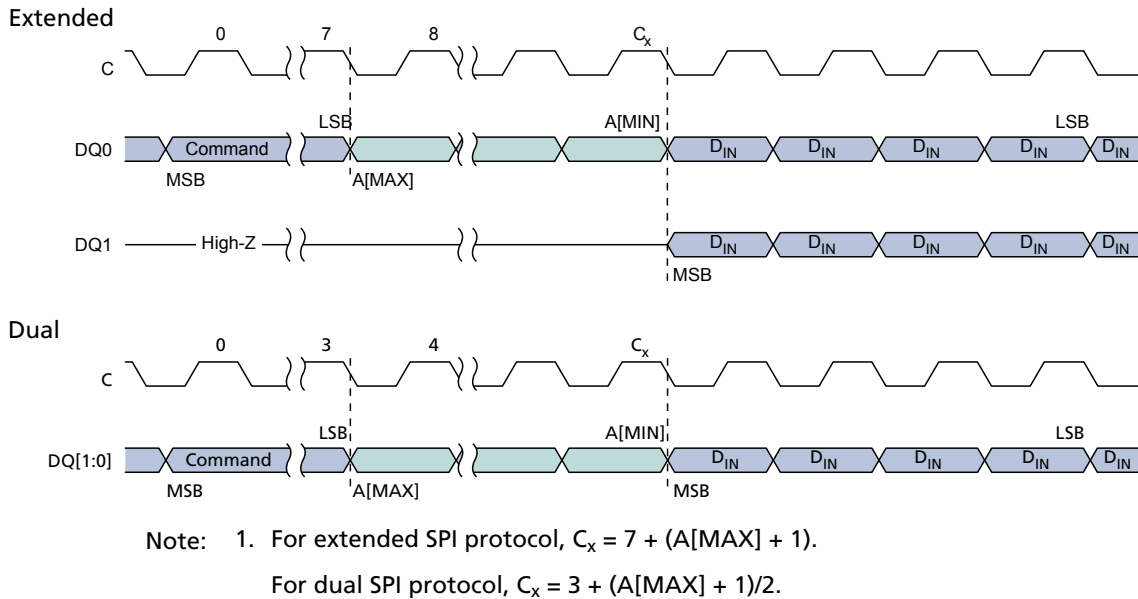 Extended
0 7 8 Cx
C
LSB A[MIN] LSB
DQ0 Command DIN DIN DIN DIN DIN
MSB A[MAX]
DQ1 High-Z DIN DIN DIN DIN DIN
MSB
Dual
0 3 4 Cx
C
LSB A[MIN] LSB
DQ[1:0] Command DIN DIN DIN DIN DIN
MSB A[MAX] MSB
Note: 1. For extended SPI protocol, Cx = 7 + (A[MAX] + 1).
For dual SPI protocol, Cx = 3 + (A[MAX] + 1)/2.